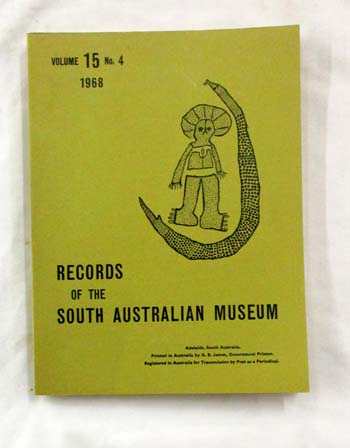 VOLUME 15 No. 4
1968
RECORDS
OF THE
SOUTH AUSTRALIAN MUSEUM
Adelaide, South Australia.
Printed in Australia by A. B. James, Government Printer.
Registered in Australia for Transmission by Post as a Periodical.